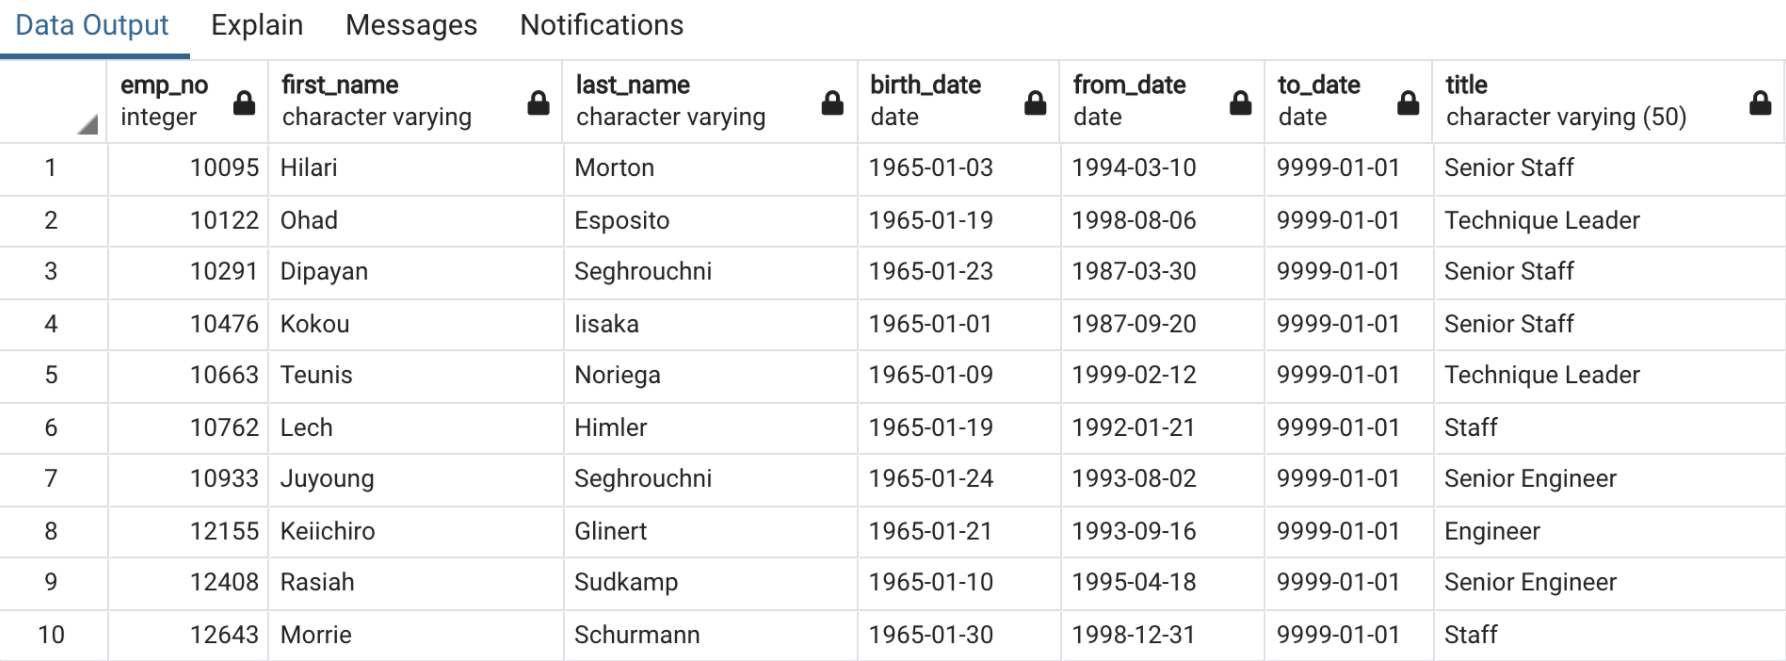 Data Output Explain Messages Notifications
emp_no first_name last_name birth_date from_date to_date title
integer character varying character varying date date date character varying (50)
1 10095 Hilari Morton 1965-01-03 1994-03-10 9999-01-01 Senior Staff
2 10122 Ohad Esposito 1965-01-19 1998-08-06 9999-01-01 Technique Leader
3 10291 Dipayan Seghrouchni 1965-01-23 1987-03-30 9999-01-01 Senior Staff
4 10476 Kokou Iisaka 1965-01-01 1987-09-20 9999-01-01 Senior Staff
5 10663 Teunis Noriega 1965-01-09 1999-02-12 9999-01-01 Technique Leader
6 10762 Lech Himler 1965-01-19 1992-01-21 9999-01-01 Staff
7 10933 Juyoung Seghrouchni 1965-01-24 1993-08-02 9999-01-01 Senior Engineer
8 12155 Keiichiro Glinert 1965-01-21 1993-09-16 9999-01-01 Engineer
9 12408 Rasiah Sudkamp 1965-01-10 1995-04-18 9999-01-01 Senior Engineer
10 12643 Morrie Schurmann 1965-01-30 1998-12-31 9999-01-01 Staff